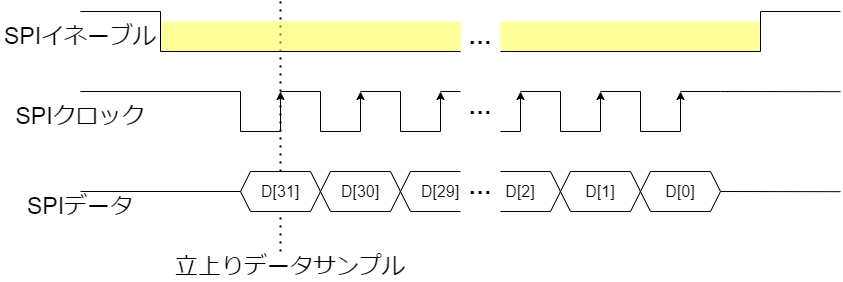 SPIイネーブル
...
SPIクロック
...
SPIデータ
D[31] D[30] D[29] ... D[2] D[1] D[0]
立上りデータサンプル